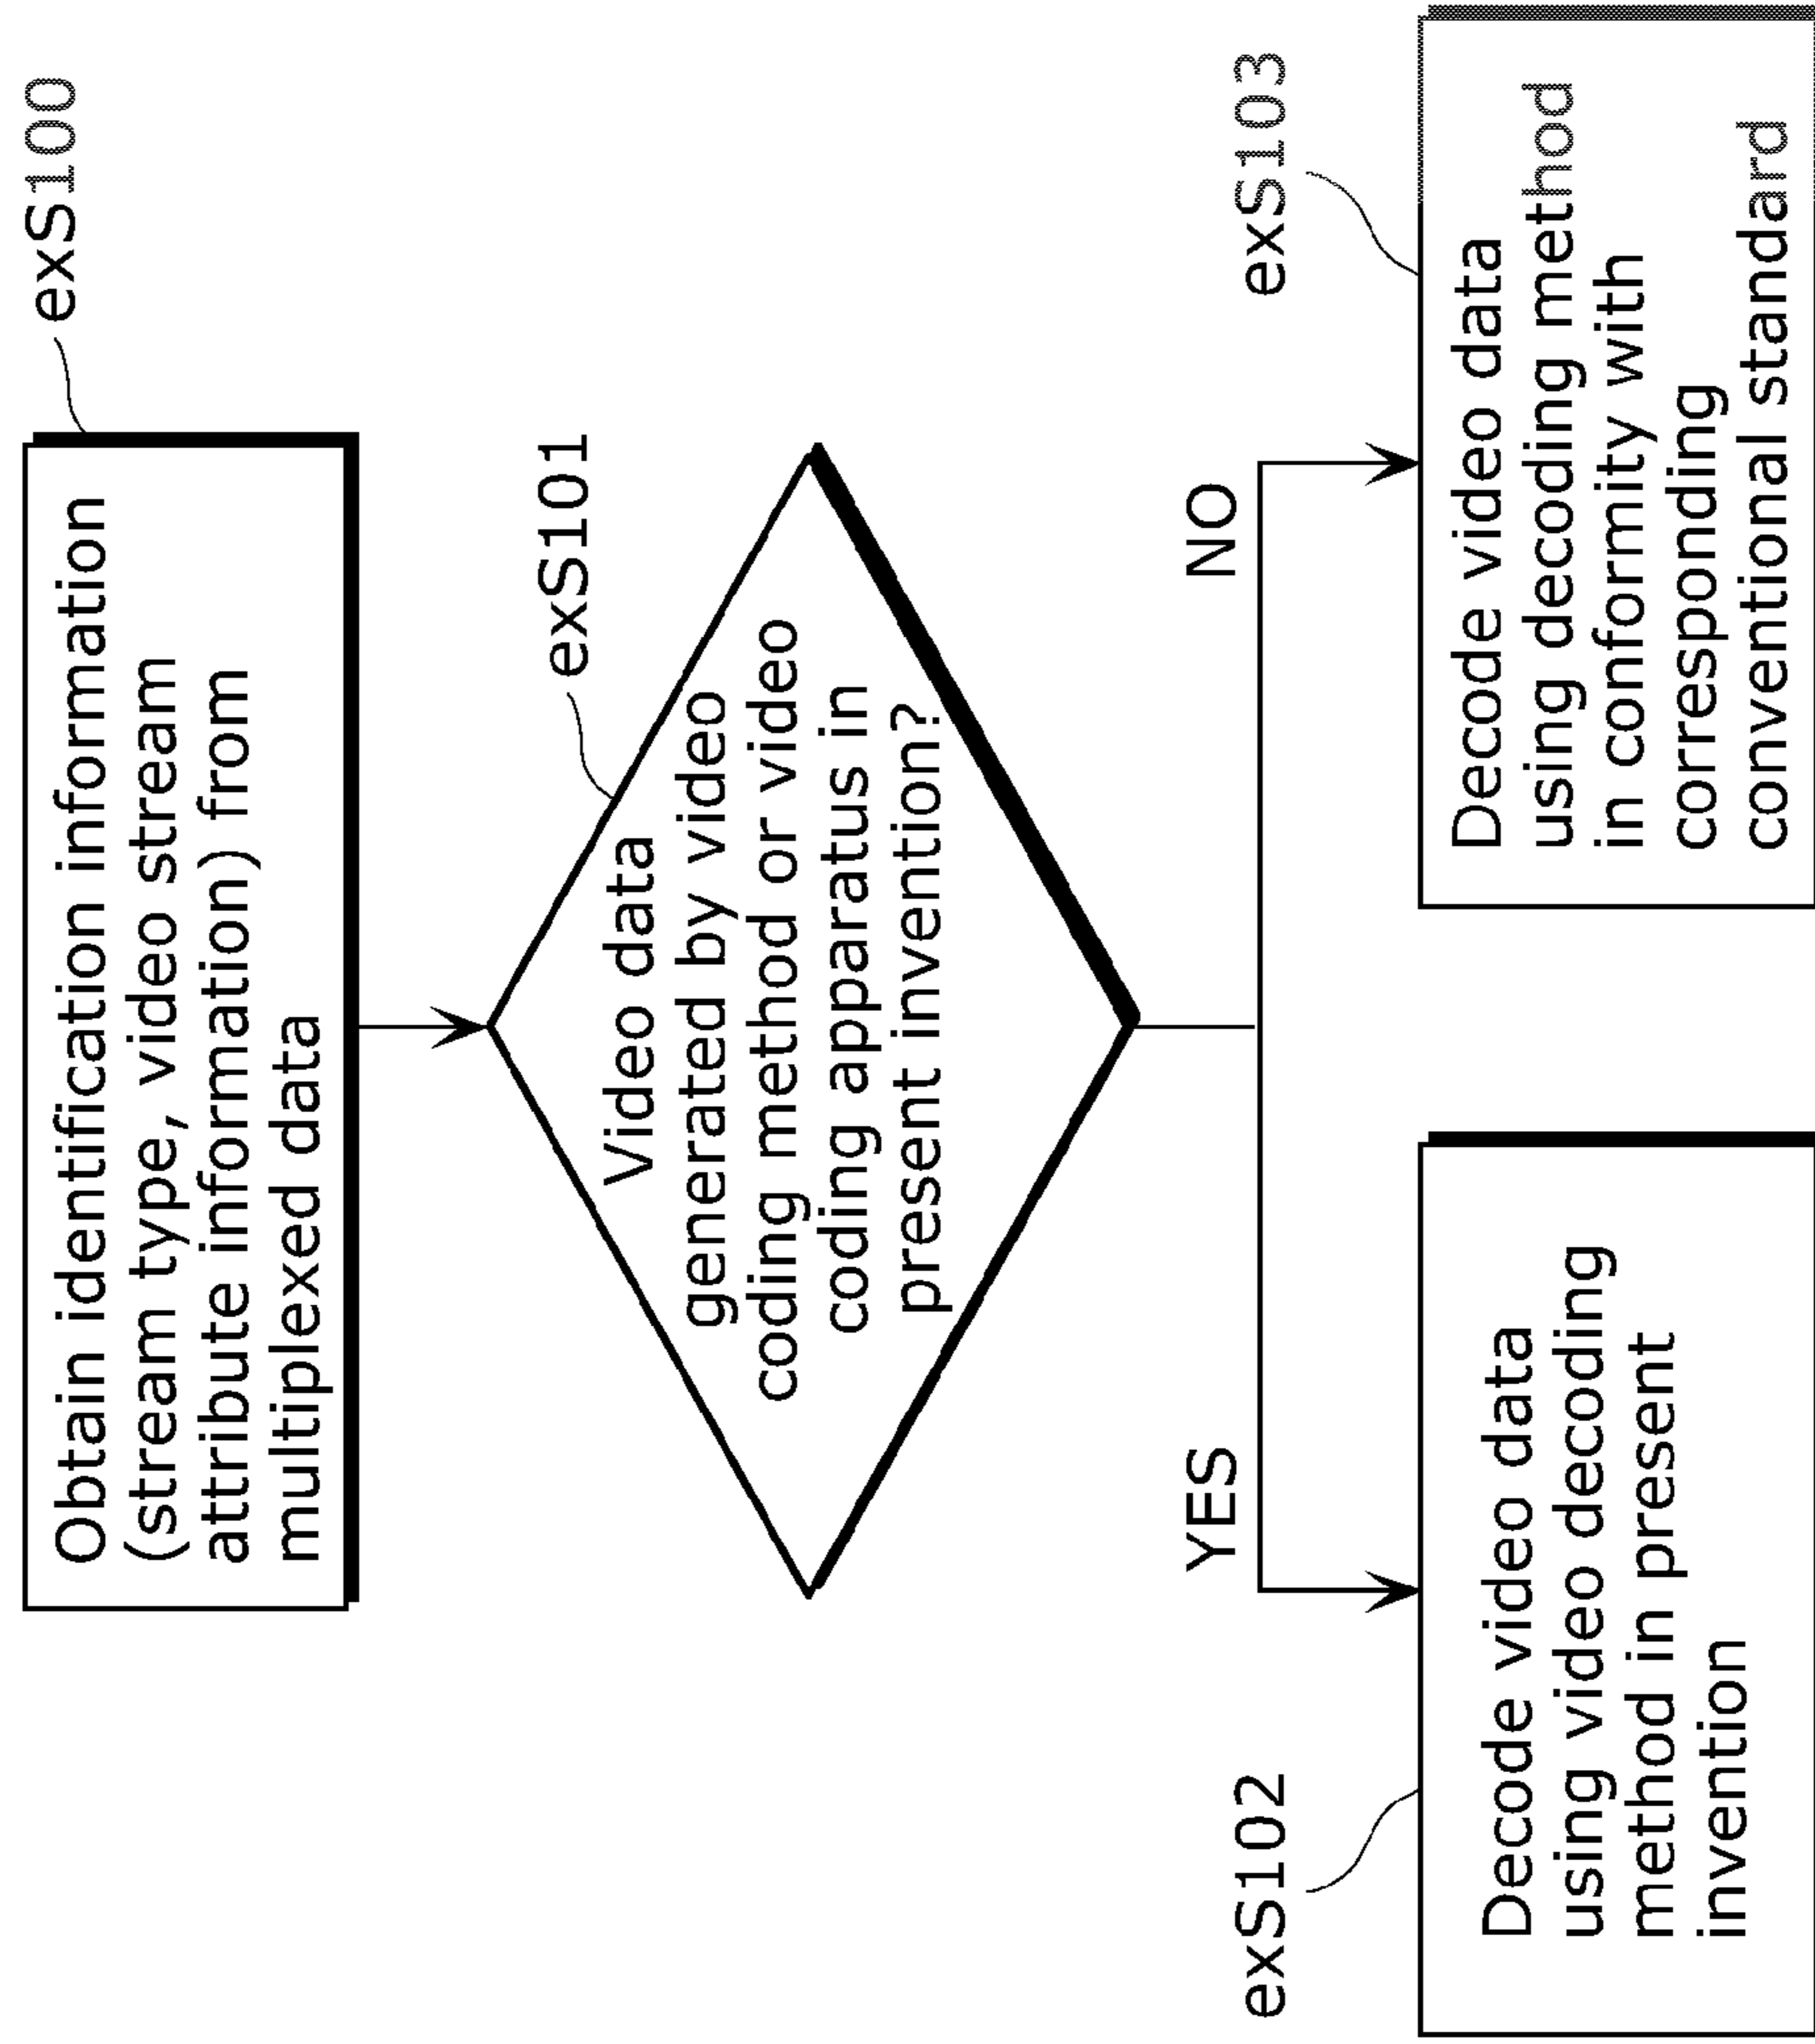 exS100
Obtain identification information
(stream type, video stream
attribute information) from
multiplexed data
exS101
Video data
generated by video
coding method or video
coding apparatus in
present invention?
YES
NO
exS102
Decode video data
using video decoding
method in present
invention
exS103
Decode video data
using decoding method
in conformity with
corresponding
conventional standard